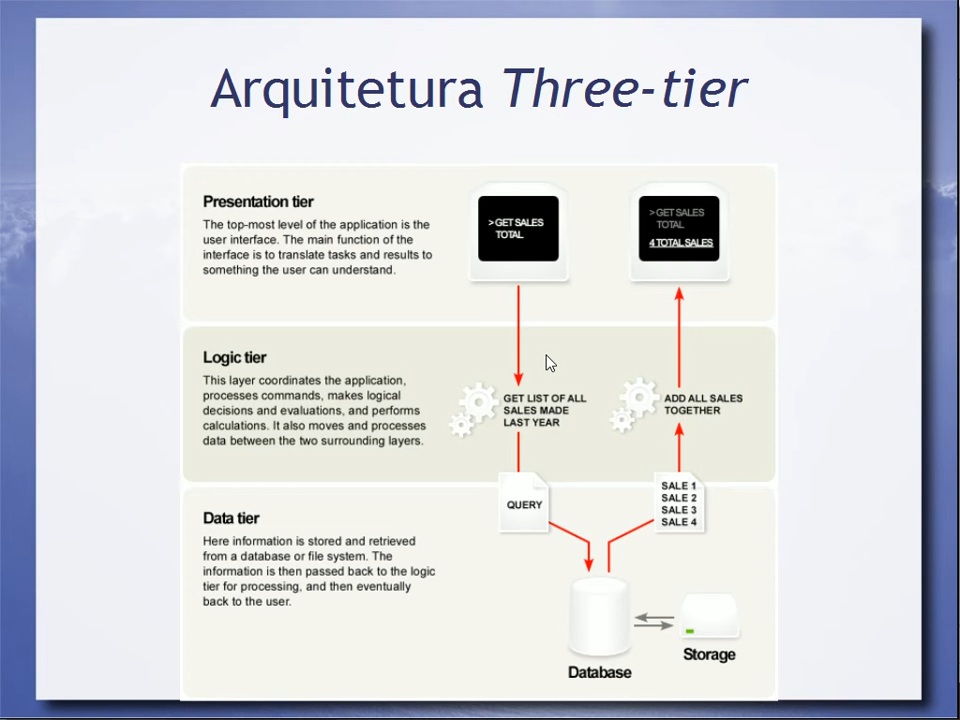 Arquitetura Three-tier
Presentation tier
The top-most level of the application is the
user interface. The main function of the
interface is to translate tasks and results to
something the user can understand.
> GET SALES
TOTAL
> GET SALES
TOTAL
4 TOTAL SALES
Logic tier
This layer coordinates the application,
processes commands, makes logical
decisions and evaluations, and performs
calculations. It also moves and processes
data between the two surrounding layers.
GET LIST OF ALL
SALES MADE
LAST YEAR
ADD ALL SALES
TOGETHER
QUERY
SALE 1
SALE 2
SALE 3
SALE 4
Data tier
Here information is stored and retrieved
from a database or file system. The
information is then passed back to the logic
tier for processing, and then eventually
back to the user.
Database
Storage